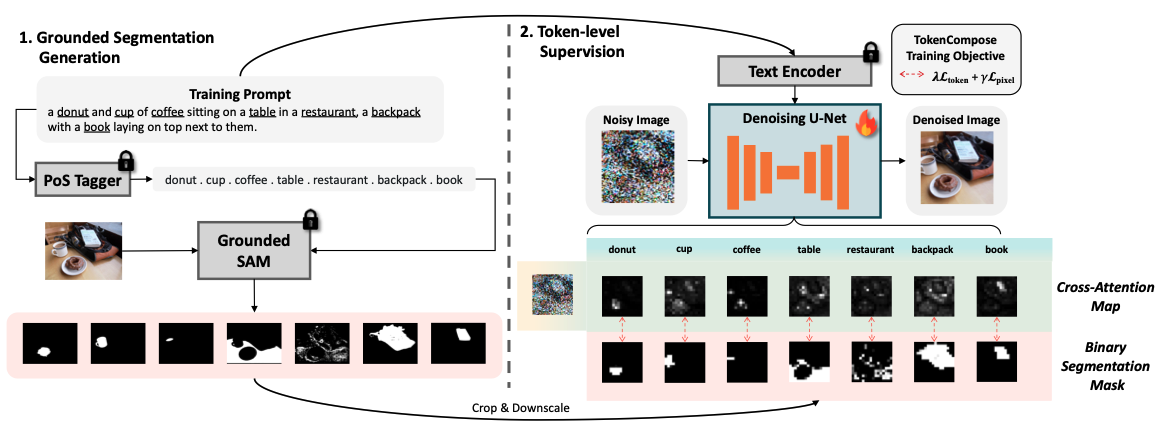 1. Grounded Segmentation
Generation
Training Prompt
a donut and cup of coffee sitting on a table in a restaurant, a backpack
with a book laying on top next to them.
PoS Tagger
donut . cup . coffee . table . restaurant . backpack . book
Grounded
SAM
2. Token-level
Supervision
Text Encoder
TokenCompose
Training Objective
λℒtoken + γℒpixel
Noisy Image
Denoising U-Net
Denoised Image
donut cup coffee table restaurant backpack book
Cross-Attention
Map
Binary
Segmentation
Mask
Crop & Downscale